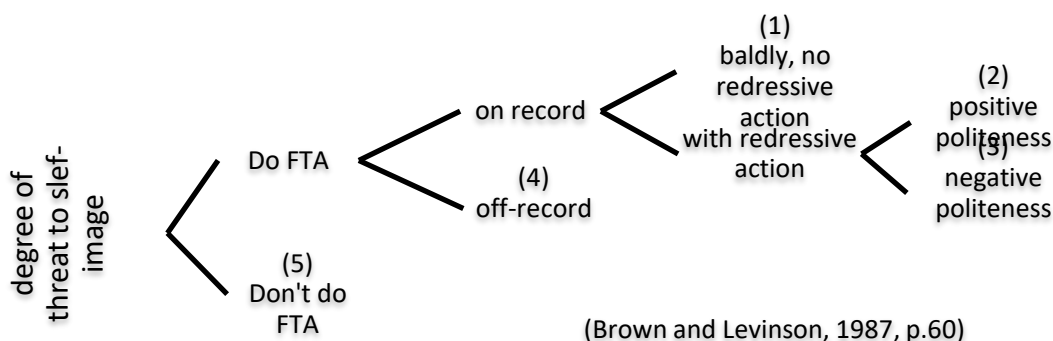 degree of
threat to slef-
image
Do FTA
(5)
Don't do
FTA
on record
(4)
off-record
(1)
baldly, no
redressive
action
with redressive
action
(2)
positive
politeness
(3)
negative
politeness
(Brown and Levinson, 1987, p.60)